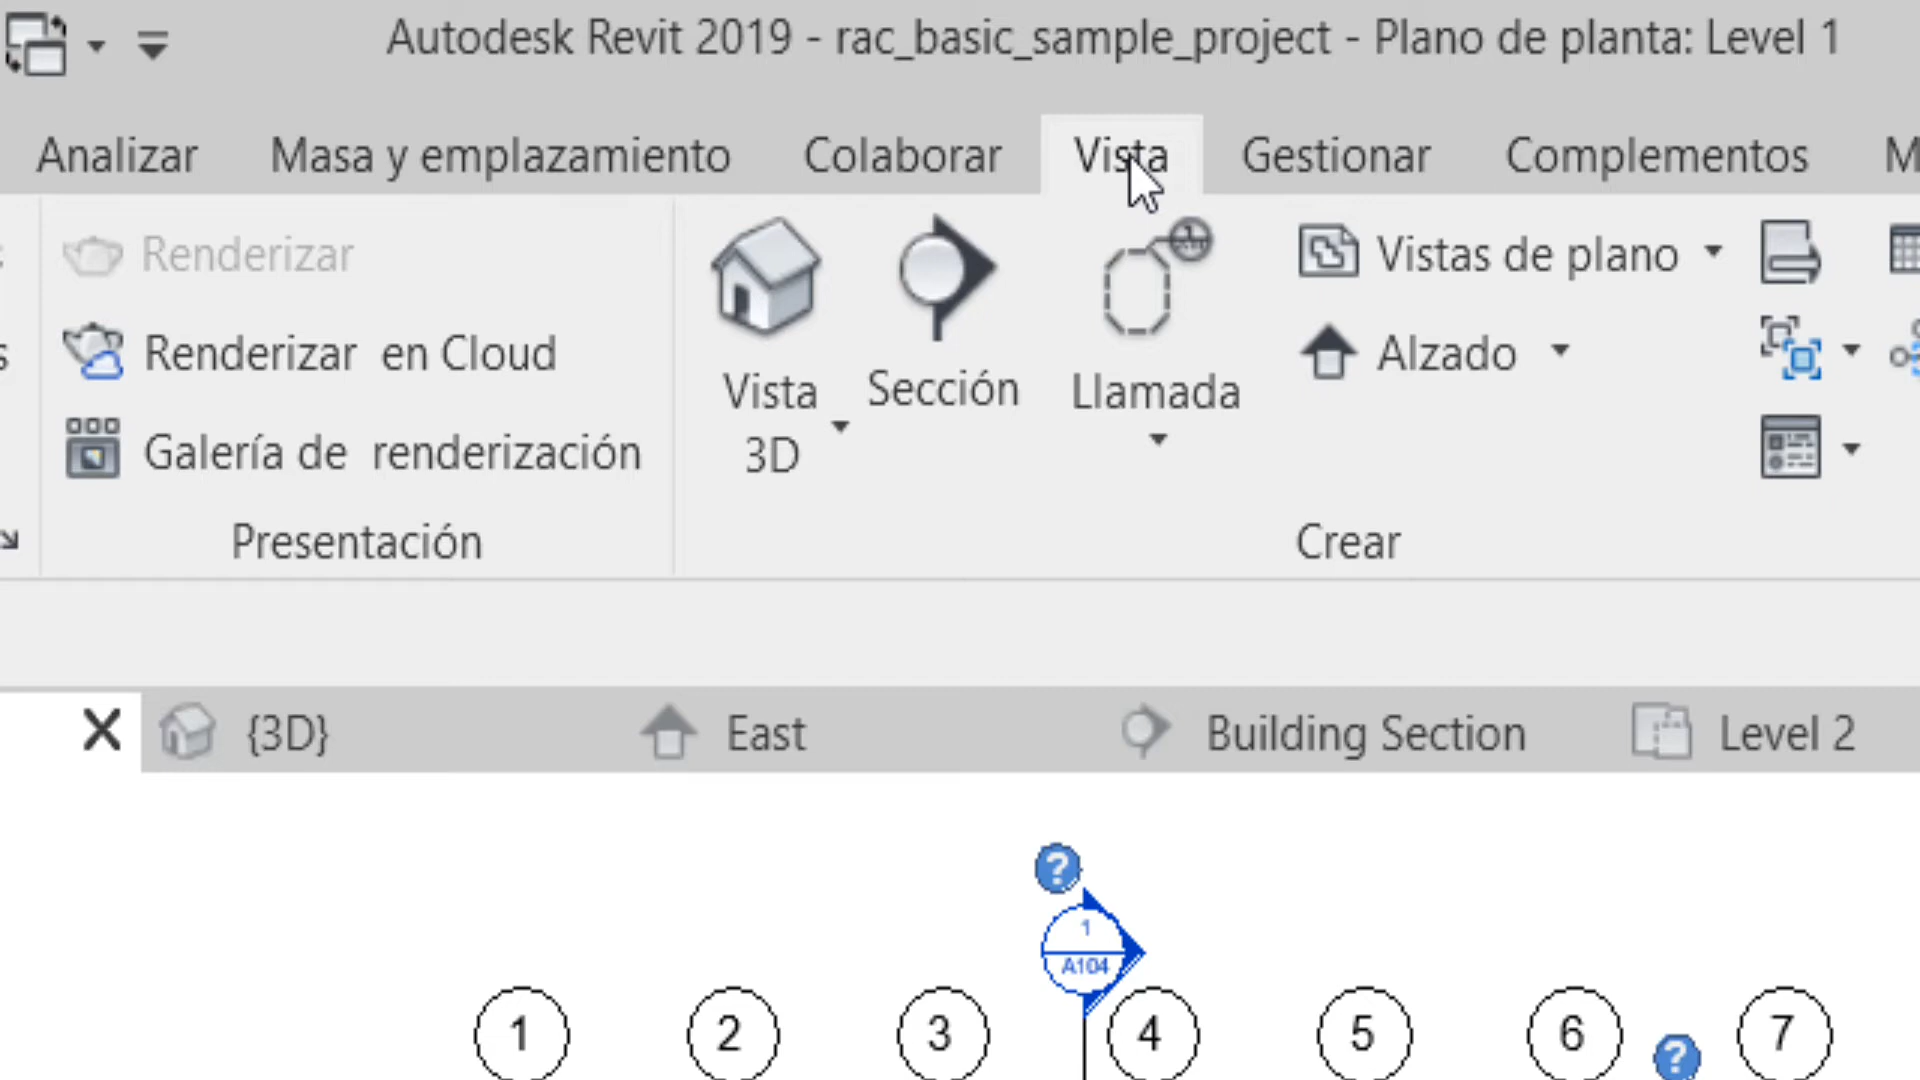 Autodesk Revit 2019 - rac_basic_sample_project - Plano de planta: Level 1
Analizar Masa y emplazamiento Colaborar Vista Gestionar Complementos M
Renderizar
Renderizar en Cloud
Galería de renderización
Presentación
Vista
3D
Sección
Llamada
Vistas de plano
Alzado
Crear
{3D} East Building Section Level 2
?
1
A104
1 2 3 4 5 6 ? 7